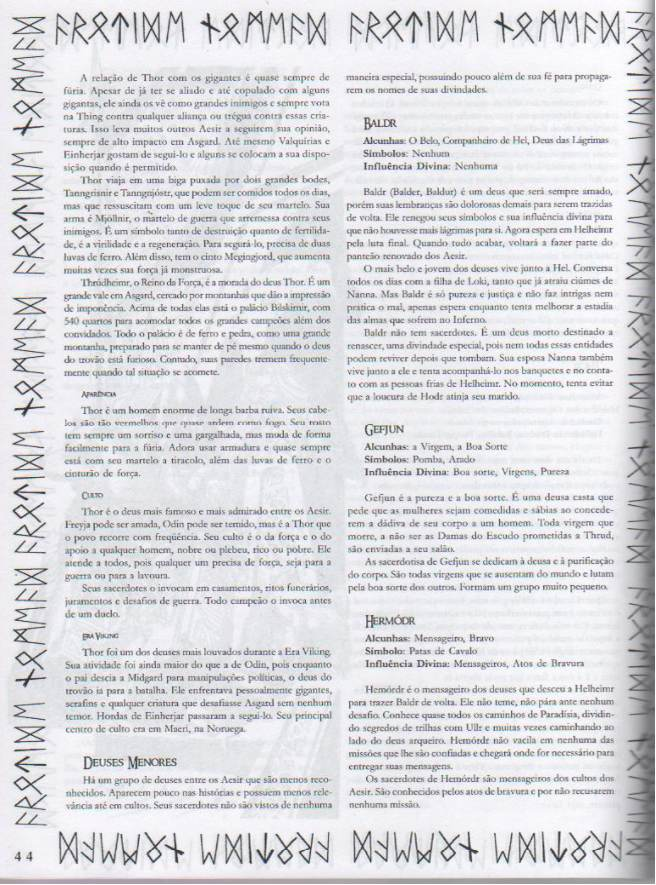 A relação de Thor com os gigantes é quase sempre de
fúria. Apesar de já ter se aliado e até copulado com alguns
gigantas, ele ainda os vê como grandes inimigos e sempre vota
na Thing contra qualquer aliança ou trégua contra essas cria-
turas. Isso leva muitos outros Aesir a seguirem sua opinião,
sempre de alto impacto em Asgard. Até mesmo Valquírias e
Einherjar gostam de segui-lo e alguns se colocam a sua dispo-
sição quando é permitido.
Thor viaja em uma biga puxada por dois grandes bodes,
Tanngrisnir e Tanngnjóstr, que podem ser comidos todos os dias,
mas que ressuscitam com um leve toque de seu martelo. Sua
arma é Mjöllnir, o martelo de guerra que arremessa contra seus
inimigos. É um símbolo tanto de destruição quanto de fertilida-
de, é a virilidade e a regeneração. Para segurá-lo, precisa de duas
luvas de ferro. Além disso, tem o cinto Megingjord, que aumenta
muitas vezes sua força já monstruosa.
Thrúdheimr, o Reino da Força, é a morada do deus Thor. É um
grande vale em Asgard, cercado por montanhas que dão a impressão
de imponência. Acima de todas elas está o palácio Bilskirnir, com
540 quartos para acomodar todos os grandes campeões além dos
convidados. Todo o palácio é de ferro e pedra, como uma grande
montanha, preparado para se manter de pé mesmo quando o deus
do trovão está furioso. Contudo, suas paredes tremem frequente-
mente quando tal situação se acomete.
APARÊNCIA
Thor é um homem enorme de longa barba ruiva. Seus cabe-
los são tão vermelhos que quase ardem como fogo. Seu rosto
tem sempre um sorriso e uma gargalhada, mas muda de forma
facilmente para a fúria. Adora usar armadura e quase sempre
está com seu martelo a tiracolo, além das luvas de ferro e o
cinturão de força.
CULTO
Thor é o deus mais famoso e mais admirado entre os Aesir.
Freyja pode ser amada, Odin pode ser temido, mas é a Thor que
o povo recorre com freqüência. Seu culto é o da força e o do
apoio a qualquer homem, nobre ou plebeu, rico ou pobre. Ele
atende a todos, pois qualquer um precisa de força, seja para a
guerra ou para a lavoura.
Seus sacerdotes o invocam em casamentos, ritos funerários,
juramentos e desafios de guerra. Todo campeão o invoca antes
de um duelo.
ERA VIKING
Thor foi um dos deuses mais louvados durante a Era Viking.
Sua atividade foi ainda maior do que a de Odin, pois enquanto
o pai descia a Midgard para manipulações políticas, o deus do
trovão ia para a batalha. Ele enfrentava pessoalmente gigantes,
serafins e qualquer criatura que desafiasse Asgard sem nenhum
temor. Hordas de Einherjar passaram a segui-lo. Seu principal
centro de culto era em Maeri, na Noruega.
DEUSES MENORES
Há um grupo de deuses entre os Aesir que são menos reco-
nhecidos. Aparecem pouco nas histórias e possuem menos rele-
vância até em cultos. Seus sacerdotes não são vistos de nenhuma
maneira especial, possuindo pouco além de sua fé para propaga-
rem os nomes de suas divindades.
BALDR
Alcunhas: O Belo, Companheiro de Hel, Deus das Lágrimas
Símbolos: Nenhum
Influência Divina: Nenhuma
Baldr (Balder, Baldur) é um deus que será sempre amado,
porém suas lembranças são dolorosas demais para serem trazidas
de volta. Ele renegou seus símbolos e sua influência divina para
que não houvesse mais lágrimas para si. Agora espera em Helheimr
pela luta final. Quando tudo acabar, voltará a fazer parte do
panteão renovado dos Aesir.
O mais belo e jovem dos deuses vive junto a Hel. Conversa
todos os dias com a filha de Loki, tanto que já atraiu ciúmes de
Nanna. Mas Baldr é só pureza e justiça e não faz intrigas nem
pratica o mal, apenas espera enquanto tenta melhorar a estadia
das almas que sofrem no Inferno.
Baldr não tem sacerdotes. É um deus morto destinado a
renascer, uma divindade especial, pois nem todas essas entidades
podem reviver depois que tombam. Sua esposa Nanna também
vive junto a ele e tenta acompanhá-lo nos banquetes e no conta-
to com as pessoas frias de Helheimr. No momento, tenta evitar
que a loucura de Hodr atinja seu marido.
GEFJUN
Alcunhas: a Virgem, a Boa Sorte
Símbolos: Pomba, Arado
Influência Divina: Boa sorte, Virgens, Pureza
Gefjun é a pureza e a boa sorte. É uma deusa casta que
pede que as mulheres sejam comedidas e sábias ao concede-
rem a dádiva de seu corpo a um homem. Toda virgem que
morre, a não ser as Damas do Escudo prometidas a Thrud,
são enviadas a seu salão.
As sacerdotisa de Gefjun se dedicam à deusa e à purificação
do corpo. São todas virgens que se ausentam do mundo e lutam
pela boa sorte dos outros. Formam um grupo muito pequeno.
HERMÓDR
Alcunhas: Mensageiro, Bravo
Símbolo: Patas de Cavalo
Influência Divina: Mensageiros, Atos de Bravura
Hemórdr é o mensageiro dos deuses que desceu a Helheimr
para trazer Baldr de volta. Ele não teme, não pára ante nenhum
desafio. Conhece quase todos os caminhos de Paradísia, dividin-
do segredos de trilhas com Ullr e muitas vezes caminhando ao
lado do deus arqueiro. Hemórdr não vacila em nenhuma das
missões que lhe são confiadas e chegará onde for necessário para
entregar suas mensagens.
Os sacerdotes de Hemórdr são mensageiros dos cultos dos
Aesir. São conhecidos pelos atos de bravura e por não recusarem
nenhuma missão.
44